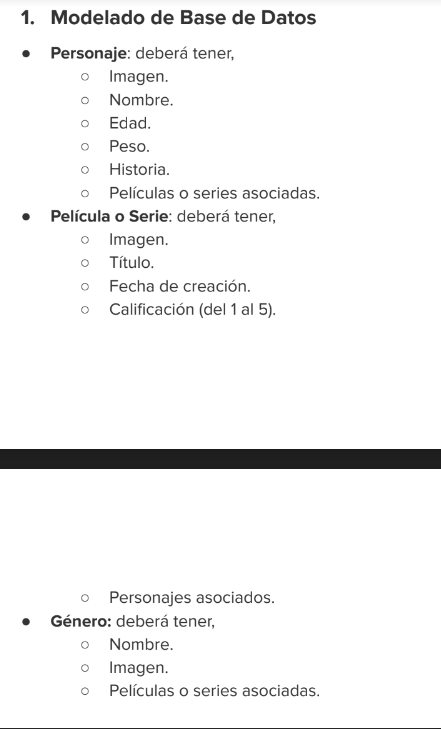 1. Modelado de Base de Datos
● Personaje: deberá tener,
○ Imagen.
○ Nombre.
○ Edad.
○ Peso.
○ Historia.
○ Películas o series asociadas.
● Película o Serie: deberá tener,
○ Imagen.
○ Título.
○ Fecha de creación.
○ Calificación (del 1 al 5).
○ Personajes asociados.
● Género: deberá tener,
○ Nombre.
○ Imagen.
○ Películas o series asociadas.